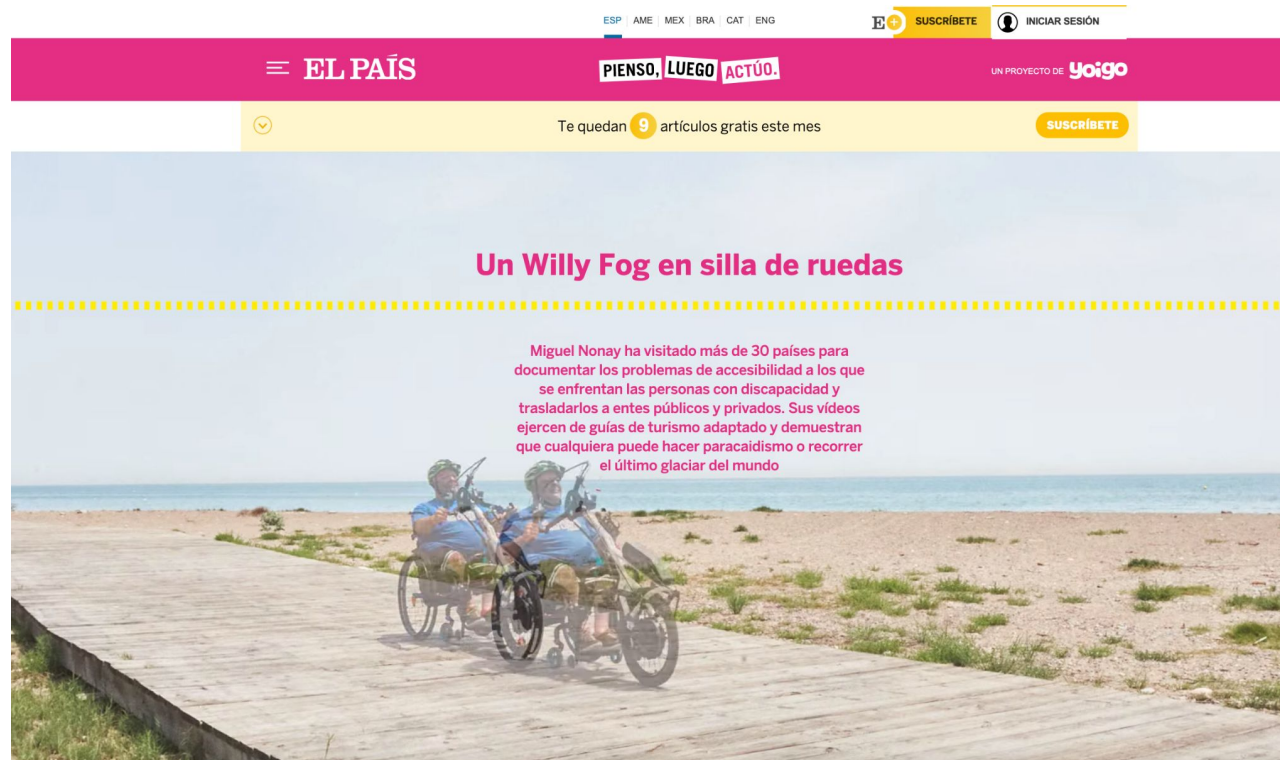 ESP AME MEX BRA CAT ENG
E+ SUSCRÍBETE INICIAR SESIÓN
EL PAÍS PIENSO, LUEGO ACTÚO. UN PROYECTO DE yoigo
Te quedan 9 artículos gratis este mes SUSCRÍBETE
Un Willy Fog en silla de ruedas
Miguel Nonay ha visitado más de 30 países para
documentar los problemas de accesibilidad a los que
se enfrentan las personas con discapacidad y
trasladarlos a entes públicos y privados. Sus vídeos
ejercen de guías de turismo adaptado y demuestran
que cualquiera puede hacer paracaidismo o recorrer
el último glaciar del mundo